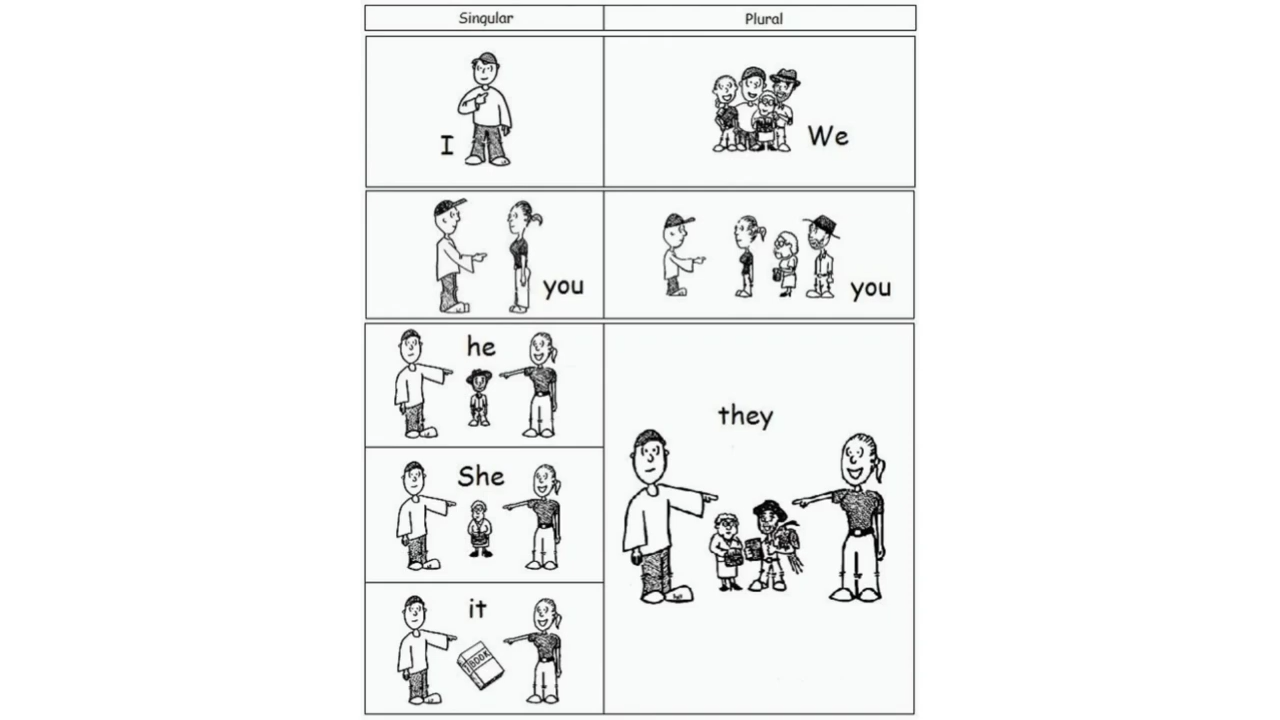 Singular Plural
I We
you you
he
they
She
it
BOOK